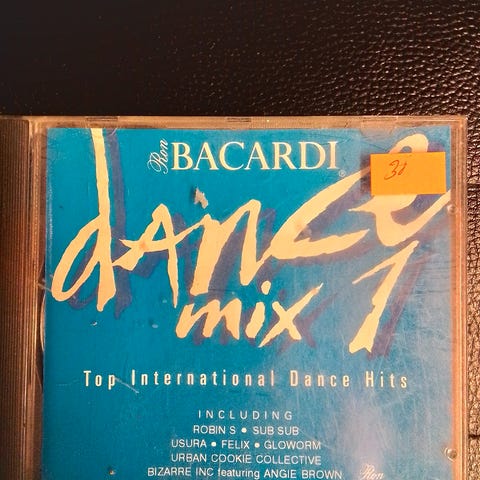 Ron BACARDI ®
30
dance
mix 1
Top International Dance Hits
INCLUDING
ROBIN S • SUB SUB
USURA • FELIX • GLOWORM
URBAN COOKIE COLLECTIVE
BIZARRE INC featuring ANGIE BROWN
Ron